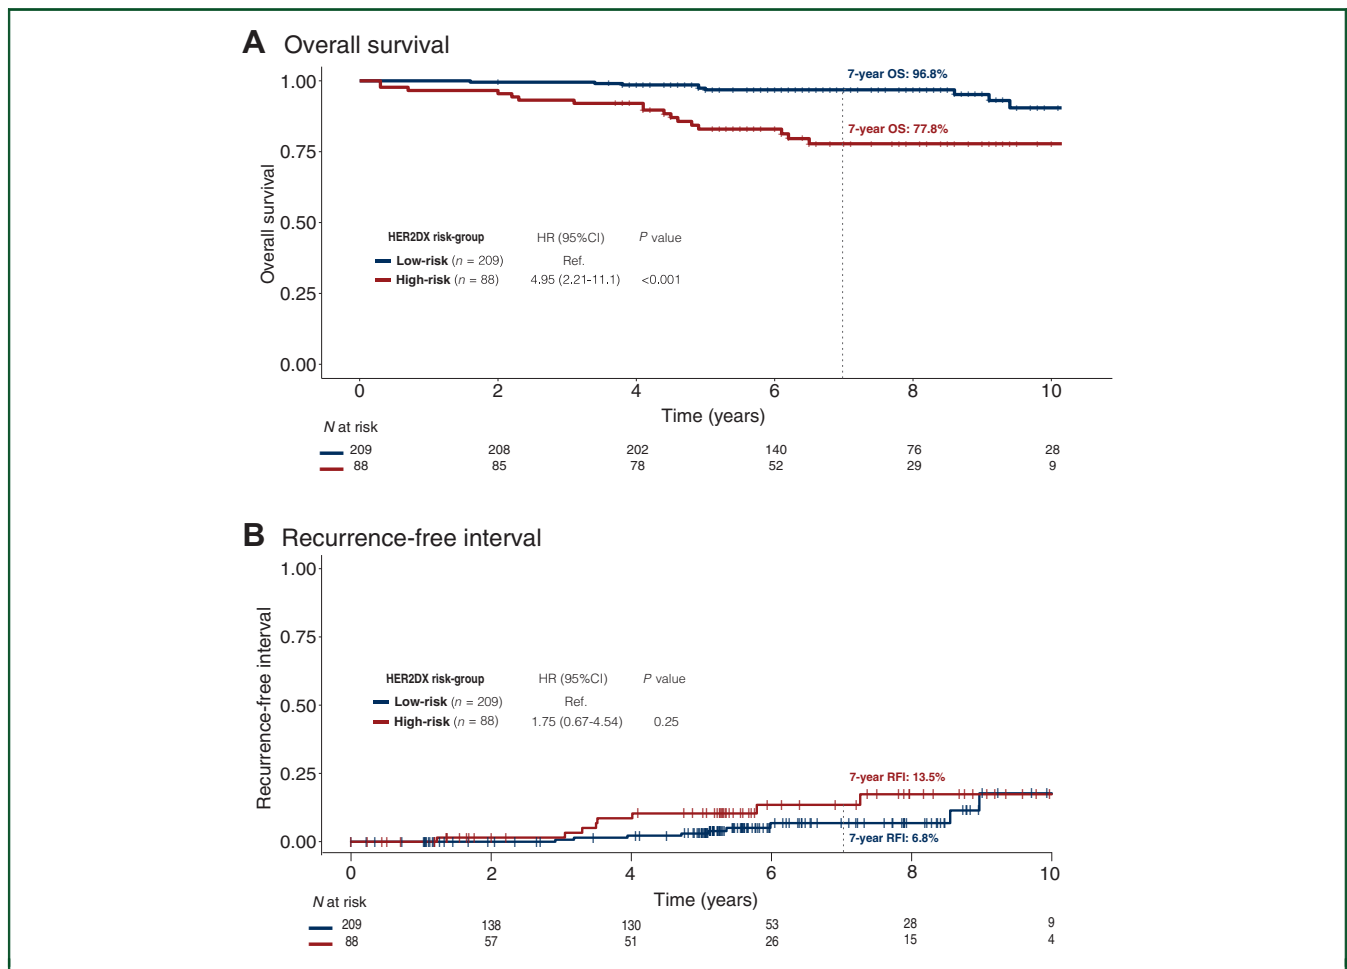 A Overall survival
7-year OS: 96.8%
7-year OS: 77.8%
1.00
0.75
0.50
0.25
0.00
Overall survival
HER2DX risk-group HR (95%CI) P value
Low-risk (n = 209) Ref.
High-risk (n = 88) 4.95 (2.21-11.1) <0.001
0 2 4 6 8 10
Time (years)
N at risk
209 208 202 140 76 28
88 85 78 52 29 9
B Recurrence-free interval
1.00
0.75
0.50
0.25
0.00
Recurrence-free interval
HER2DX risk-group HR (95%CI) P value
Low-risk (n = 209) Ref.
High-risk (n = 88) 1.75 (0.67-4.54) 0.25
7-year RFI: 13.5%
7-year RFI: 6.8%
0 2 4 6 8 10
Time (years)
N at risk
209 138 130 53 28 9
88 57 51 26 15 4